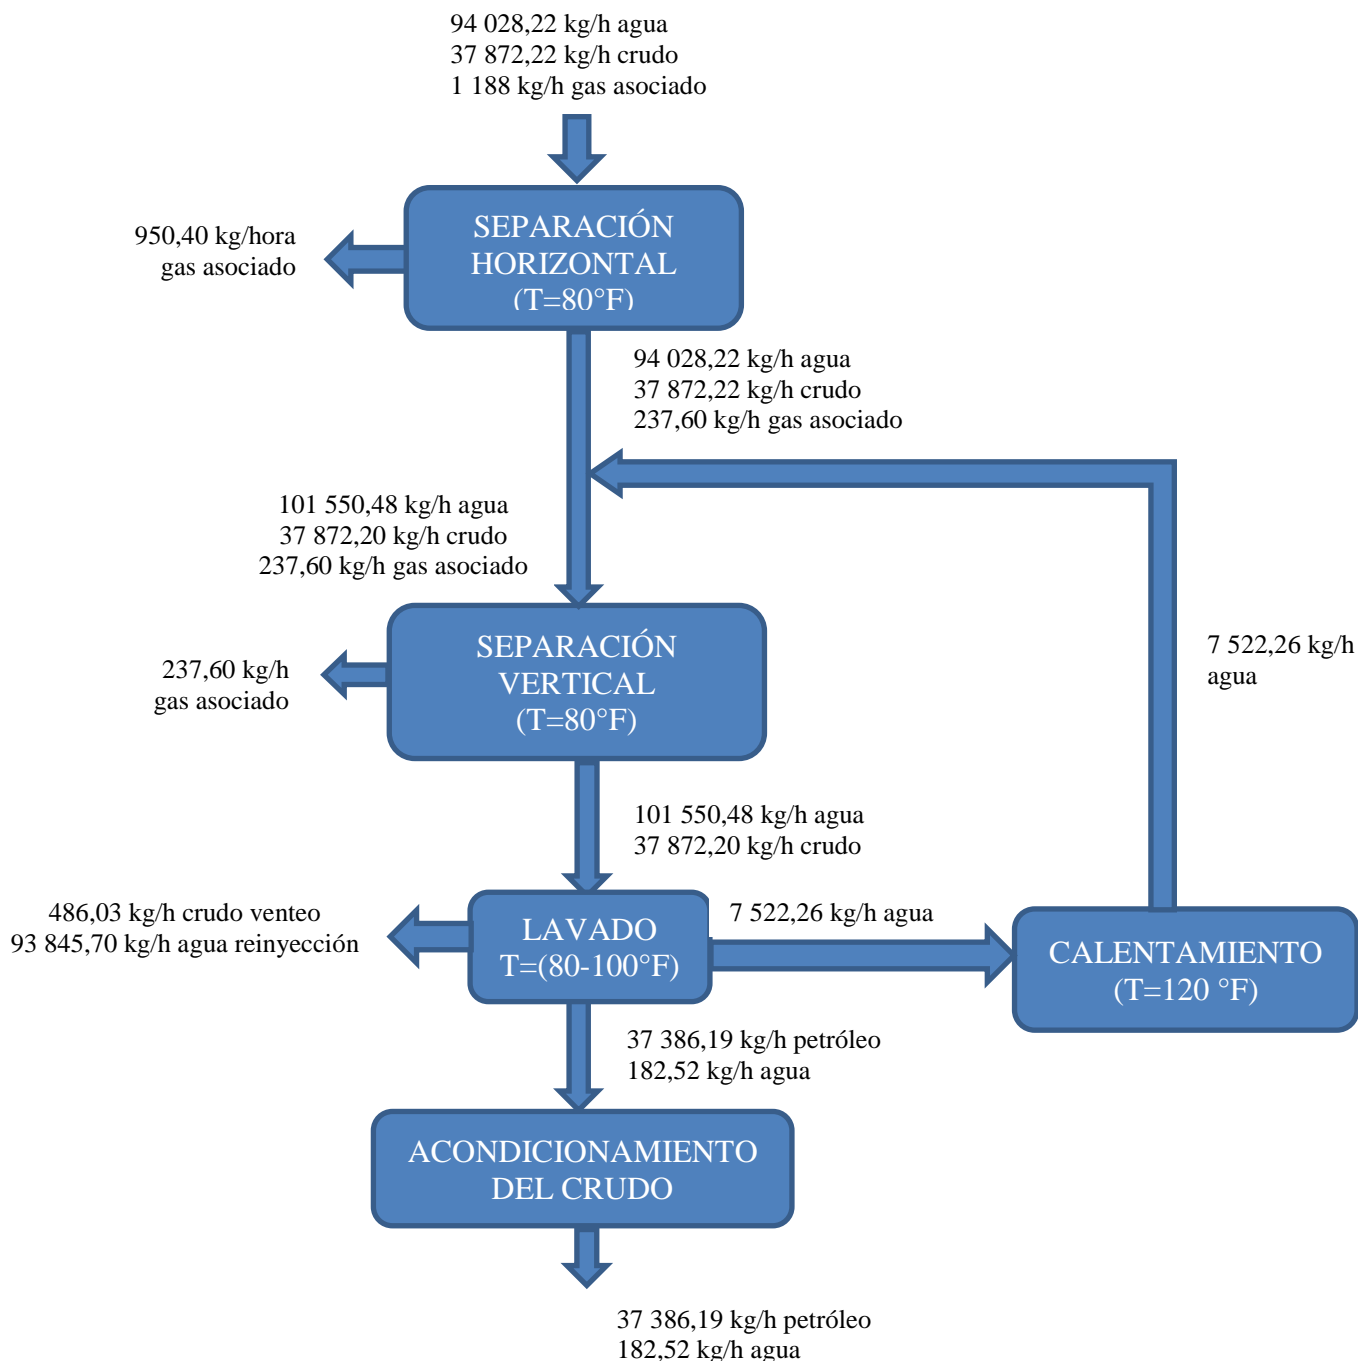 94 028,22 kg/h agua
37 872,22 kg/h crudo
1 188 kg/h gas asociado
SEPARACIÓN
HORIZONTAL
(T=80°F)
950,40 kg/hora
gas asociado
94 028,22 kg/h agua
37 872,22 kg/h crudo
237,60 kg/h gas asociado
101 550,48 kg/h agua
37 872,20 kg/h crudo
237,60 kg/h gas asociado
SEPARACIÓN
VERTICAL
(T=80°F)
237,60 kg/h
gas asociado
7 522,26 kg/h
agua
101 550,48 kg/h agua
37 872,20 kg/h crudo
486,03 kg/h crudo venteo
93 845,70 kg/h agua reinyección
LAVADO
T=(80-100°F)
7 522,26 kg/h agua
CALENTAMIENTO
(T=120 °F)
37 386,19 kg/h petróleo
182,52 kg/h agua
ACONDICIONAMIENTO
DEL CRUDO
37 386,19 kg/h petróleo
182,52 kg/h agua